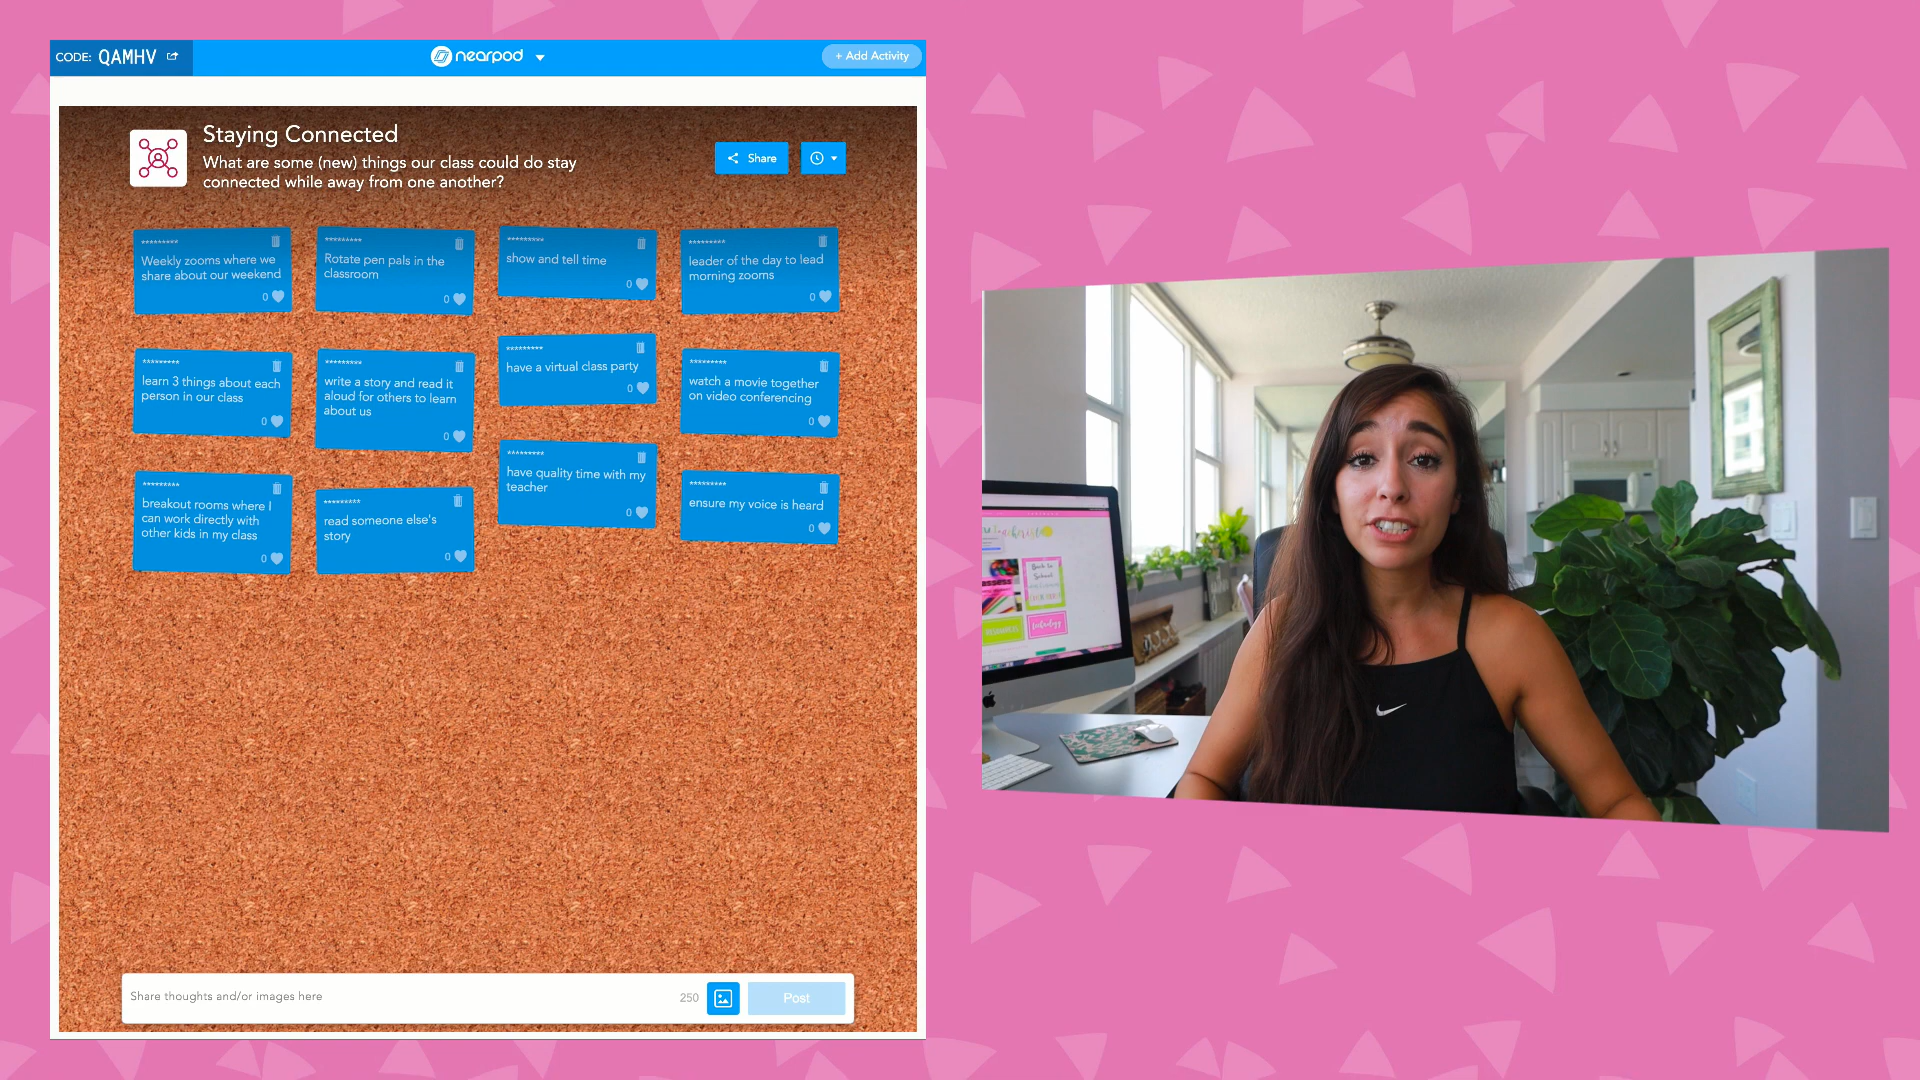 CODE: QAMHV
nearpod
+ Add Activity
Staying Connected
What are some (new) things our class could do stay
connected while away from one another?
Share
*********
Weekly zooms where we
share about our weekend
0
*********
Rotate pen pals in the
classroom
0
*********
show and tell time
0
*********
leader of the day to lead
morning zooms
0
*********
learn 3 things about each
person in our class
0
*********
write a story and read it
aloud for others to learn
about us
0
*********
have a virtual class party
0
*********
watch a movie together
on video conferencing
0
*********
breakout rooms where I
can work directly with
other kids in my class
0
*********
read someone else's
story
0
*********
have quality time with my
teacher
0
*********
ensure my voice is heard
0
Share thoughts and/or images here
250
Post
Back to
School
technology